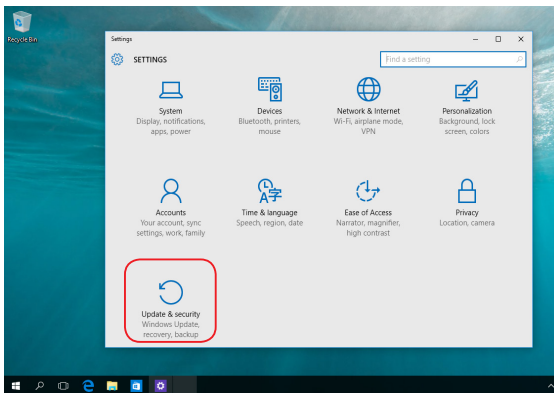 Recycle Bin
Settings
SETTINGS
Find a setting
System
Display, notifications,
apps, power
Devices
Bluetooth, printers,
mouse
Network & Internet
Wi-Fi, airplane mode,
VPN
Personalization
Background, lock
screen, colors
Accounts
Your account, sync
settings, work, family
Time & language
Speech, region, date
Ease of Access
Narrator, magnifier,
high contrast
Privacy
Location, camera
Update & security
Windows Update,
recovery, backup